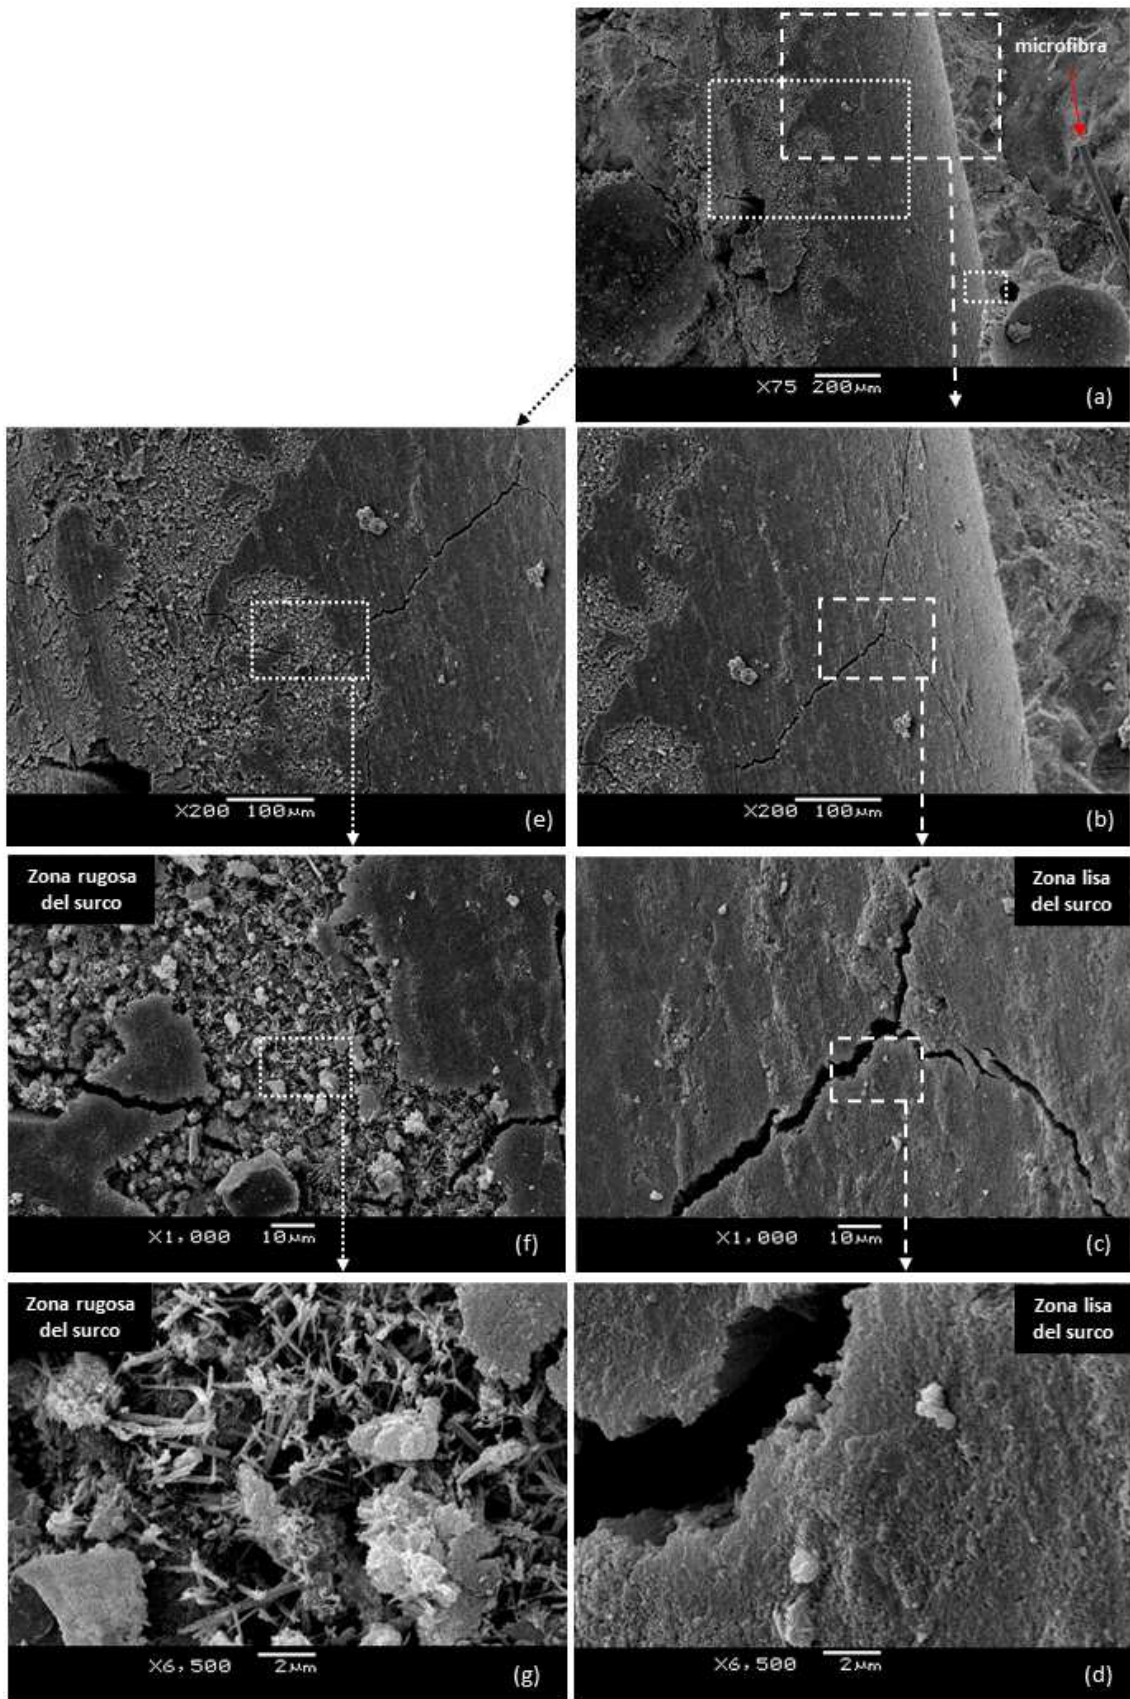 microfibra
X75 200μm
(a)
X200 100μm
(e)
X200 100μm
(b)
Zona rugosa
del surco
X1,000 10μm
(f)
Zona lisa
del surco
X1,000 10μm
(c)
Zona rugosa
del surco
X6,500 2μm
(g)
Zona lisa
del surco
X6,500 2μm
(d)